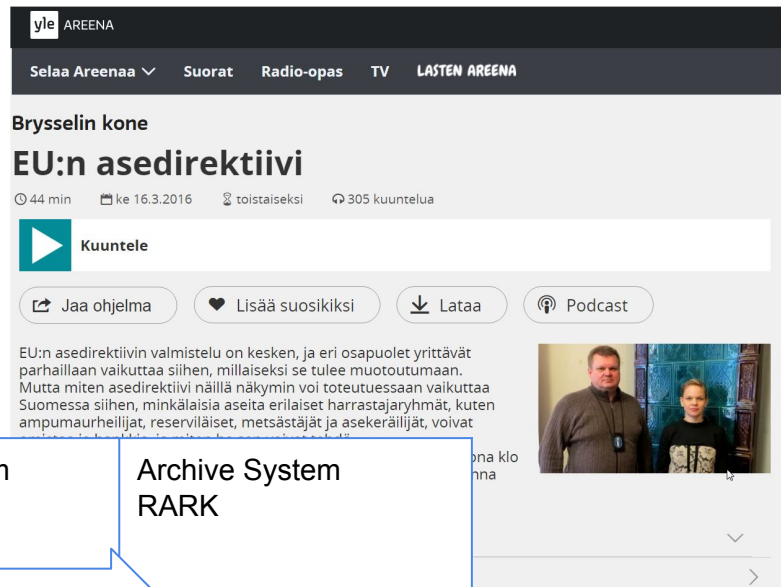 yle AREENA
Selaa Areenaa Suorat Radio-opas TV LASTEN AREENA
Brysselin kone
EU:n asedirektiivi
44 min ke 16.3.2016 toistaiseksi 305 kuuntelua
Kuuntele
Jaa ohjelma Lisää suosikiksi Lataa Podcast
EU:n asedirektiivin valmistelu on kesken, ja eri osapuolet yrittävät
parhaillaan vaikuttaa siihen, millaiseksi se tulee muotoutumaan.
Mutta miten asedirektiivi näillä näkymin voi toteutuessaan vaikuttaa
Suomessa siihen, minkälaisia aseita erilaiset harrastajaryhmät, kuten
ampumaurheilijat, reserviläiset, metsästäjät ja asekeräilijät, voivat
klo
Archive System
RARK